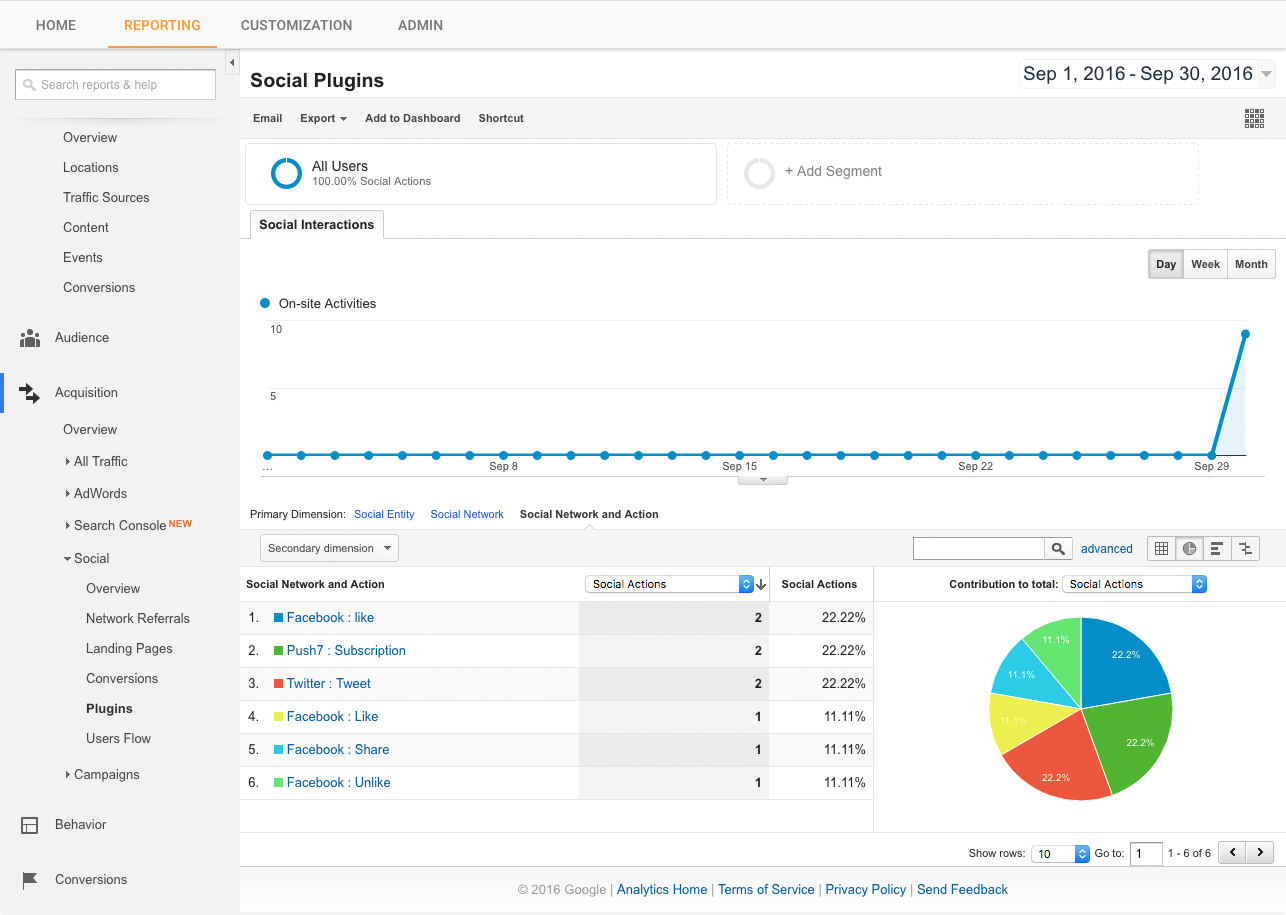 HOME REPORTING CUSTOMIZATION ADMIN
Search reports & help
Overview
Locations
Traffic Sources
Content
Events
Conversions
Audience
Acquisition
Overview
All Traffic
AdWords
Search Console NEW
Social
Overview
Network Referrals
Landing Pages
Conversions
Plugins
Users Flow
Campaigns
Behavior
Conversions
Social Plugins
Sep 1, 2016 - Sep 30, 2016
Email Export Add to Dashboard Shortcut
All Users
100.00% Social Actions
+ Add Segment
Social Interactions
Day Week Month
On-site Activities
10
5
... Sep 8 Sep 15 Sep 22 Sep 29
Primary Dimension: Social Entity Social Network Social Network and Action
Secondary dimension advanced
Social Network and Action Social Actions Social Actions Contribution to total: Social Actions
1. Facebook : like 2 22.22%
2. Push7 : Subscription 2 22.22%
3. Twitter : Tweet 2 22.22%
4. Facebook : Like 1 11.11%
5. Facebook : Share 1 11.11%
6. Facebook : Unlike 1 11.11%
11.1%
22.2%
11.1%
11.1%
22.2%
22.2%
Show rows: 10 Go to: 1 1 - 6 of 6
© 2016 Google | Analytics Home | Terms of Service | Privacy Policy | Send Feedback